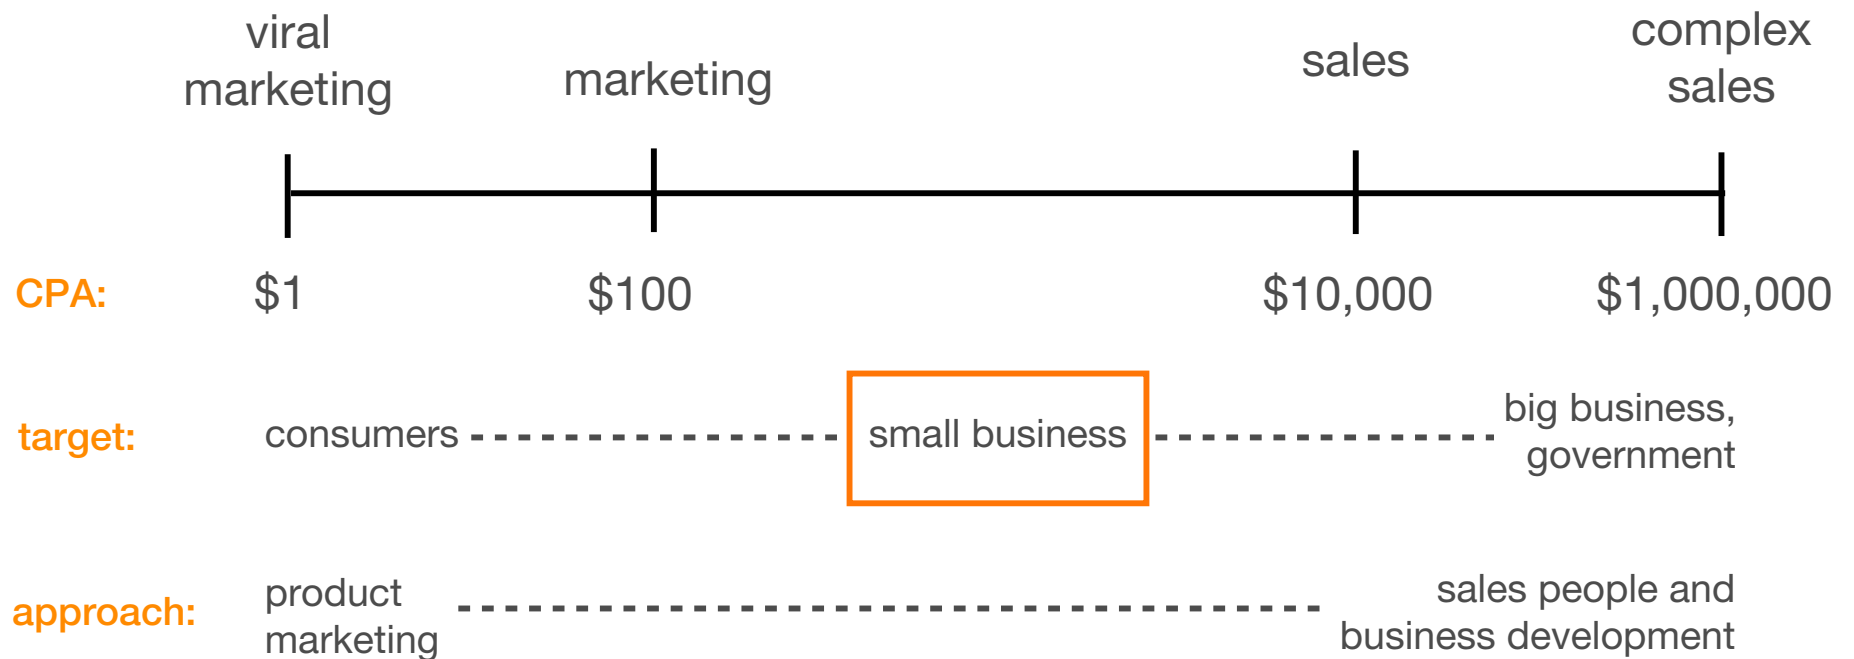 viral
marketing
marketing
sales
complex
sales
CPA: $1 $100 $10,000 $1,000,000
target: consumers small business big business,
government
approach: product
marketing
sales people and
business development